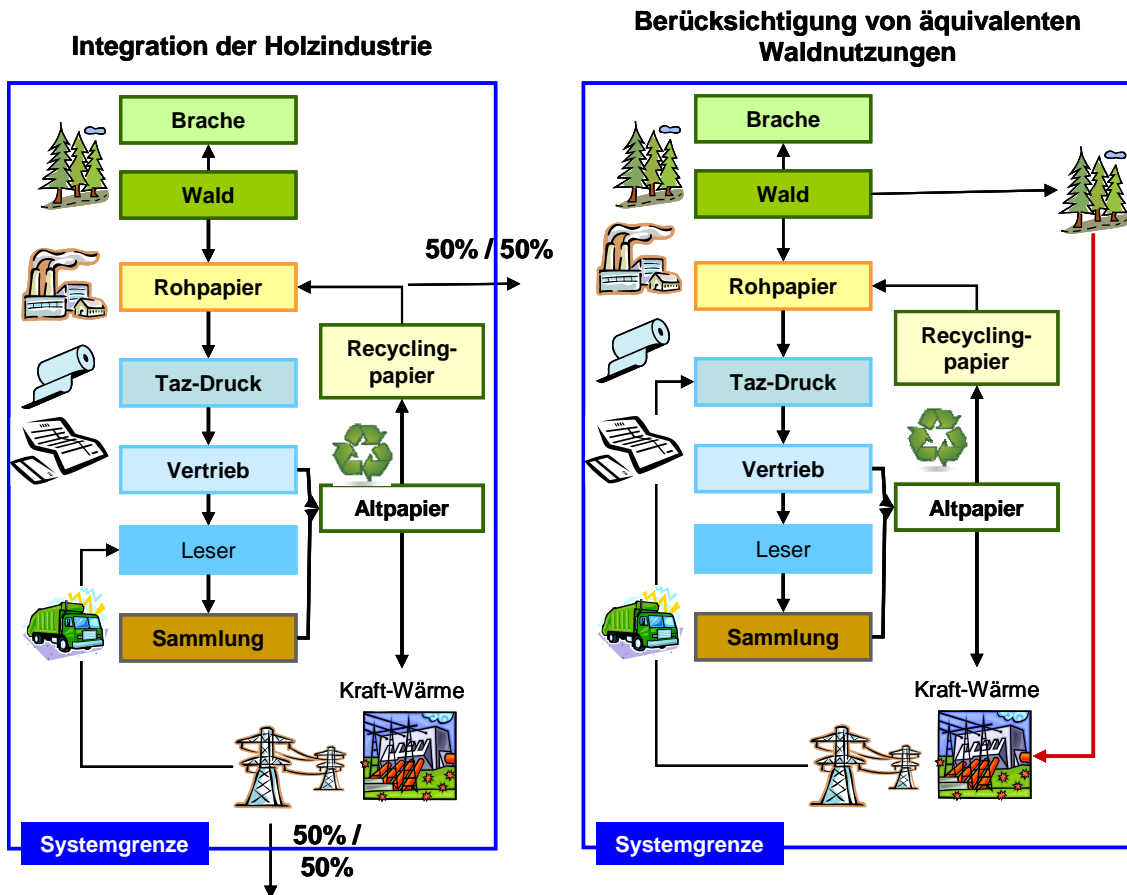 Integration der Holzindustrie
Brache
Wald
50% / 50%
Rohpapier
Recycling-
papier
Taz-Druck
Vertrieb
Altpapier
Leser
Sammlung
Kraft-Wärme
50% /
50%
Systemgrenze
Berücksichtigung von äquivalenten
Waldnutzungen
Brache
Wald
Rohpapier
Recycling-
papier
Taz-Druck
Vertrieb
Altpapier
Leser
Sammlung
Kraft-Wärme
Systemgrenze